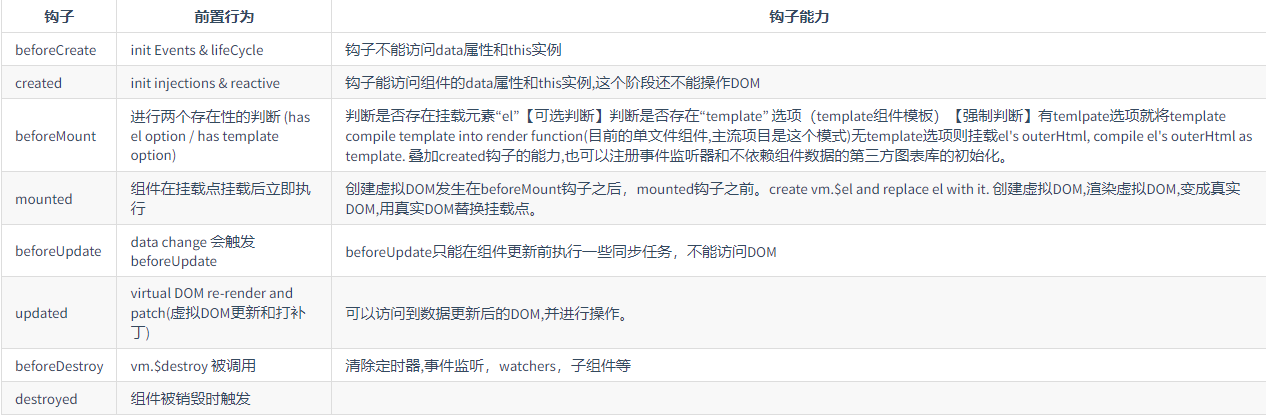 钩子 前置行为 钩子能力
beforeCreate init Events & lifeCycle 钩子不能访问data属性和this实例
created init injections & reactive 钩子能访问组件的data属性和this实例,这个阶段还不能操作DOM
beforeMount
进行两个存在性的判断 (has
el option / has template
option)
判断是否存在挂载元素“el”【可选判断】判断是否存在“template” 选项（template组件模板）【强制判断】有temlpate选项就将template
compile template into render function(目前的单文件组件,主流项目是这个模式)无template选项则挂载el's outerHtml, compile el's outerHtml as
template. 叠加created钩子的能力,也可以注册事件监听器和不依赖组件数据的第三方图表库的初始化。
mounted
组件在挂载点挂载后立即执
行
创建虚拟DOM发生在beforeMount钩子之后，mounted钩子之前。create vm.$el and replace el with it. 创建虚拟DOM,渲染虚拟DOM,变成真实
DOM,用真实DOM替换挂载点。
beforeUpdate
data change 会触发
beforeUpdate
beforeUpdate只能在组件更新前执行一些同步任务，不能访问DOM
updated
virtual DOM re-render and
patch(虚拟DOM更新和打补
丁)
可以访问到数据更新后的DOM,并进行操作。
beforeDestroy vm.$destroy 被调用 清除定时器,事件监听，watchers，子组件等
destroyed 组件被销毁时触发